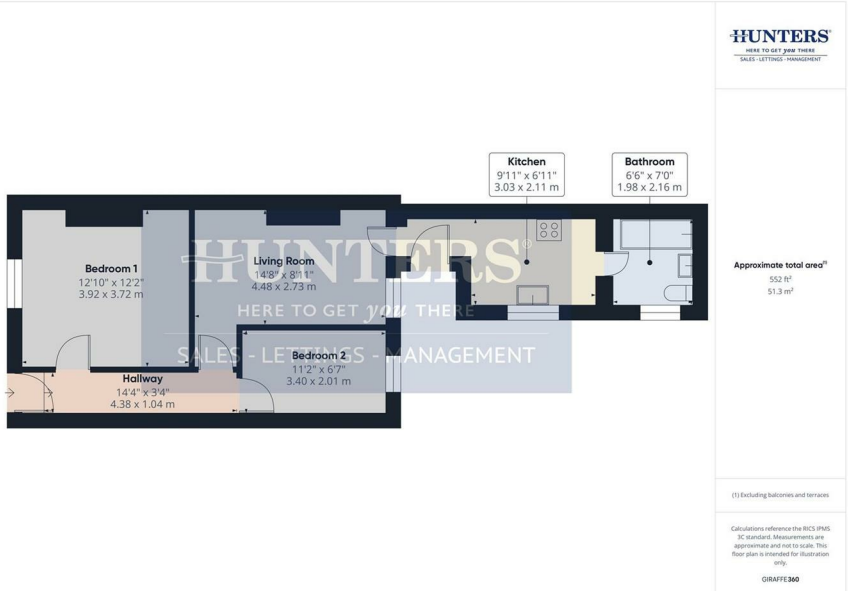 HUNTERS®
HERE TO GET you THERE
SALES - LETTINGS - MANAGEMENT
Kitchen
9'11" x 6'11"
3.03 x 2.11 m
Bathroom
6'6" x 7'0"
1.98 x 2.16 m
Bedroom 1
12'10" x 12'2"
3.92 x 3.72 m
Living Room
14'8" x 8'11"
4.48 x 2.73 m
HUNTERS®
HERE TO GET you THERE
SALES - LETTINGS - MANAGEMENT
Bedroom 2
11'2" x 6'7"
3.40 x 2.01 m
Hallway
14'4" x 3'4"
4.38 x 1.04 m
Approximate total area(1)
552 ft²
51.3 m²
(1) Excluding balconies and terraces
Calculations reference the RICS IPMS
3C standard. Measurements are
approximate and not to scale. This
floor plan is intended for illustration
only.
GIRAFFE360